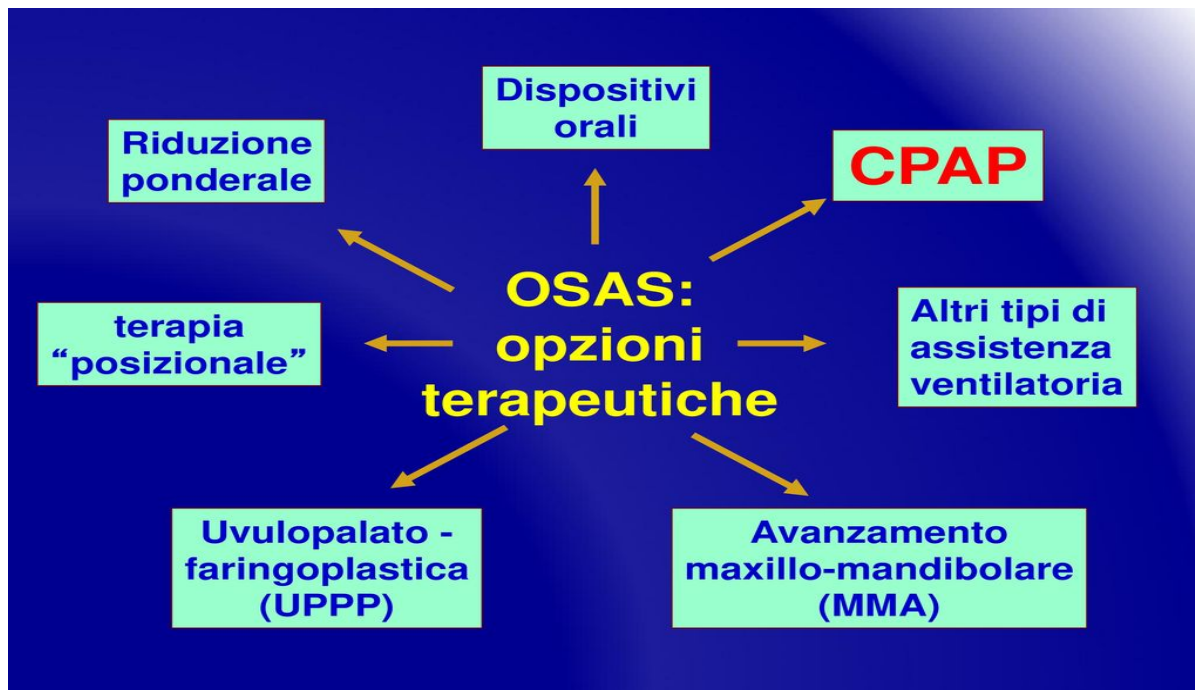 Dispositivi
orali
Riduzione
ponderale
CPAP
OSAS:
opzioni
terapeutiche
terapia
“posizionale”
Altri tipi di
assistenza
ventilatoria
Uvulopalato -
faringoplastica
(UPPP)
Avanzamento
maxillo-mandibolare
(MMA)